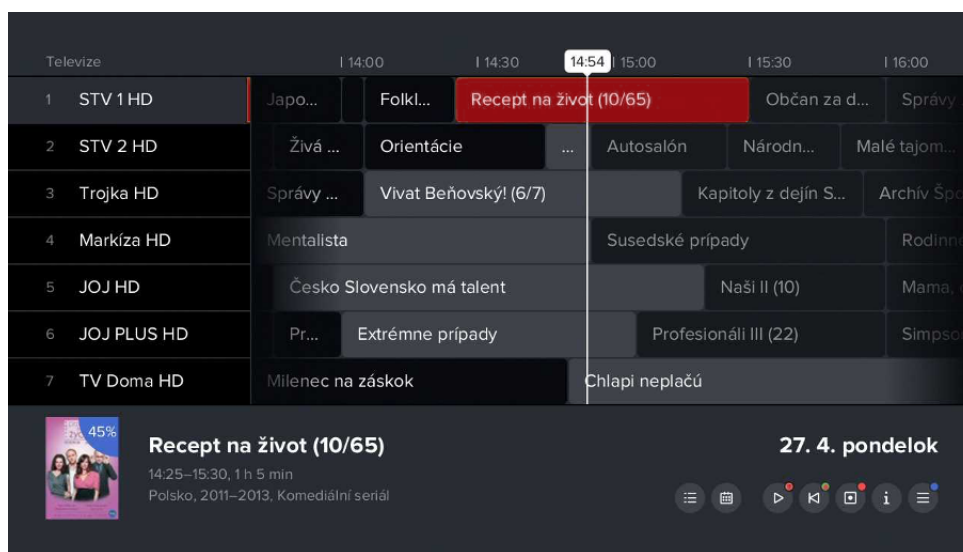 Televize | 14:00 | 14:30 14:54 | 15:00 | 15:30 | 16:00
1 STV 1 HD Japo... Folkl... Recept na život (10/65) Občan za d... Správy
2 STV 2 HD Živá ... Orientácie ... Autosalón Národn... Malé tajom...
3 Trojka HD Správy ... Vivat Beňovský! (6/7) Kapitoly z dejín S... Archív Špo
4 Markíza HD Mentalista Susedské prípady Rodinn
5 JOJ HD Česko Slovensko má talent Naši II (10) Mama,
6 JOJ PLUS HD Pr... Extrémne prípady Profesionáli III (22) Simpso
7 TV Doma HD Milenec na záskok Chlapi neplačú
45%
Recept na život (10/65) 27. 4. pondelok
14:25–15:30, 1 h 5 min
Polsko, 2011–2013, Komediální seriál